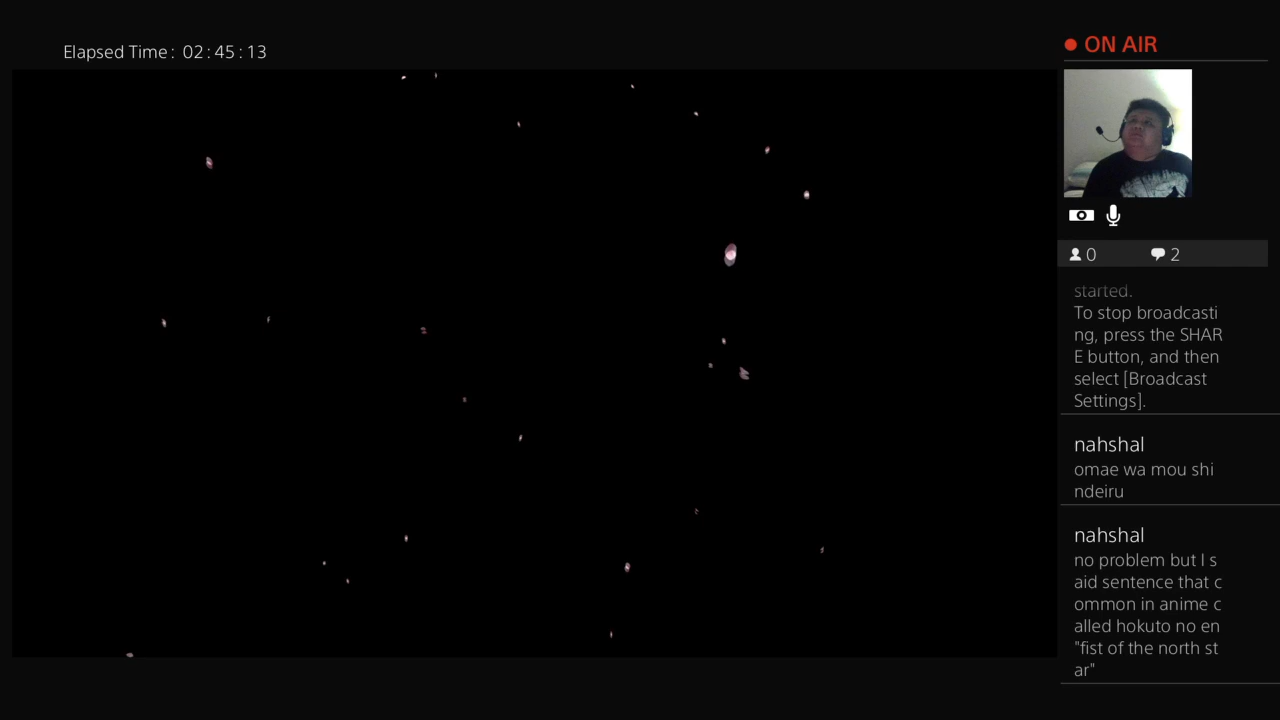 Elapsed Time: 02:45:13
ON AIR
0
2
started.
To stop broadcasti
ng, press the SHAR
E button, and then
select [Broadcast
Settings].
nahshal
omae wa mou shi
ndeiru
nahshal
no problem but I s
aid sentence that c
ommon in anime c
alled hokuto no en
"fist of the north st
ar"